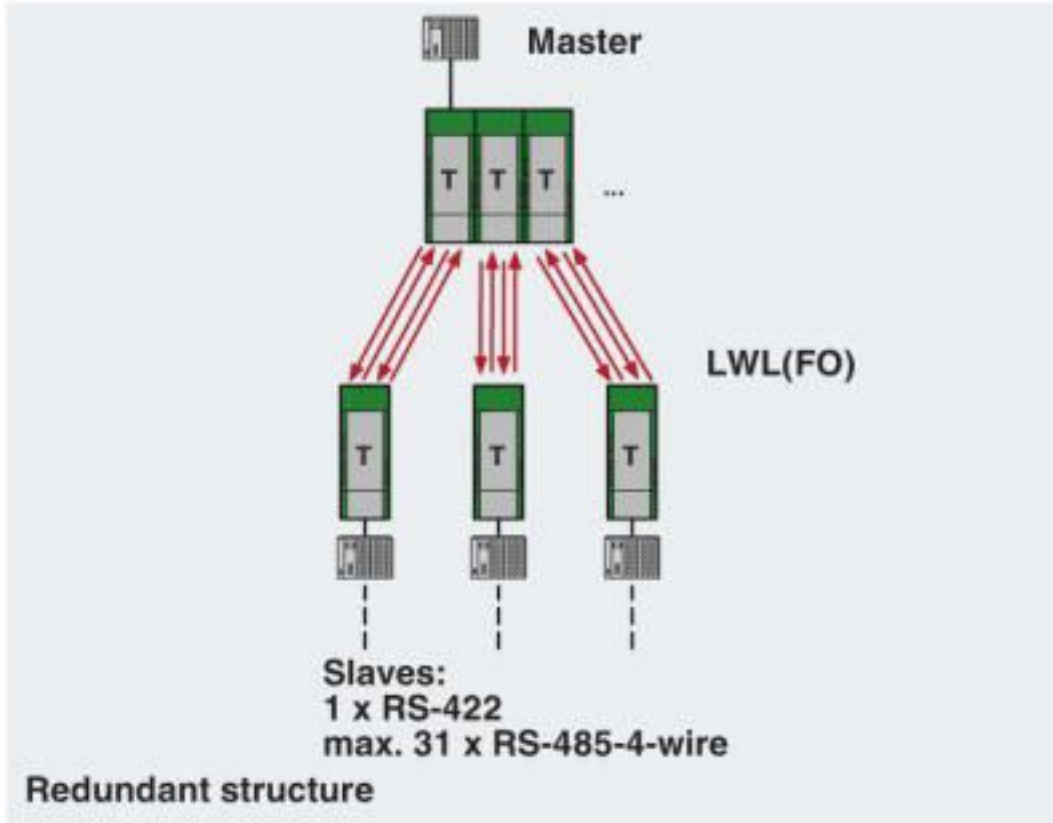 Master
T T T ...
LWL(FO)
T T T
Slaves:
1 x RS-422
max. 31 x RS-485-4-wire
Redundant structure